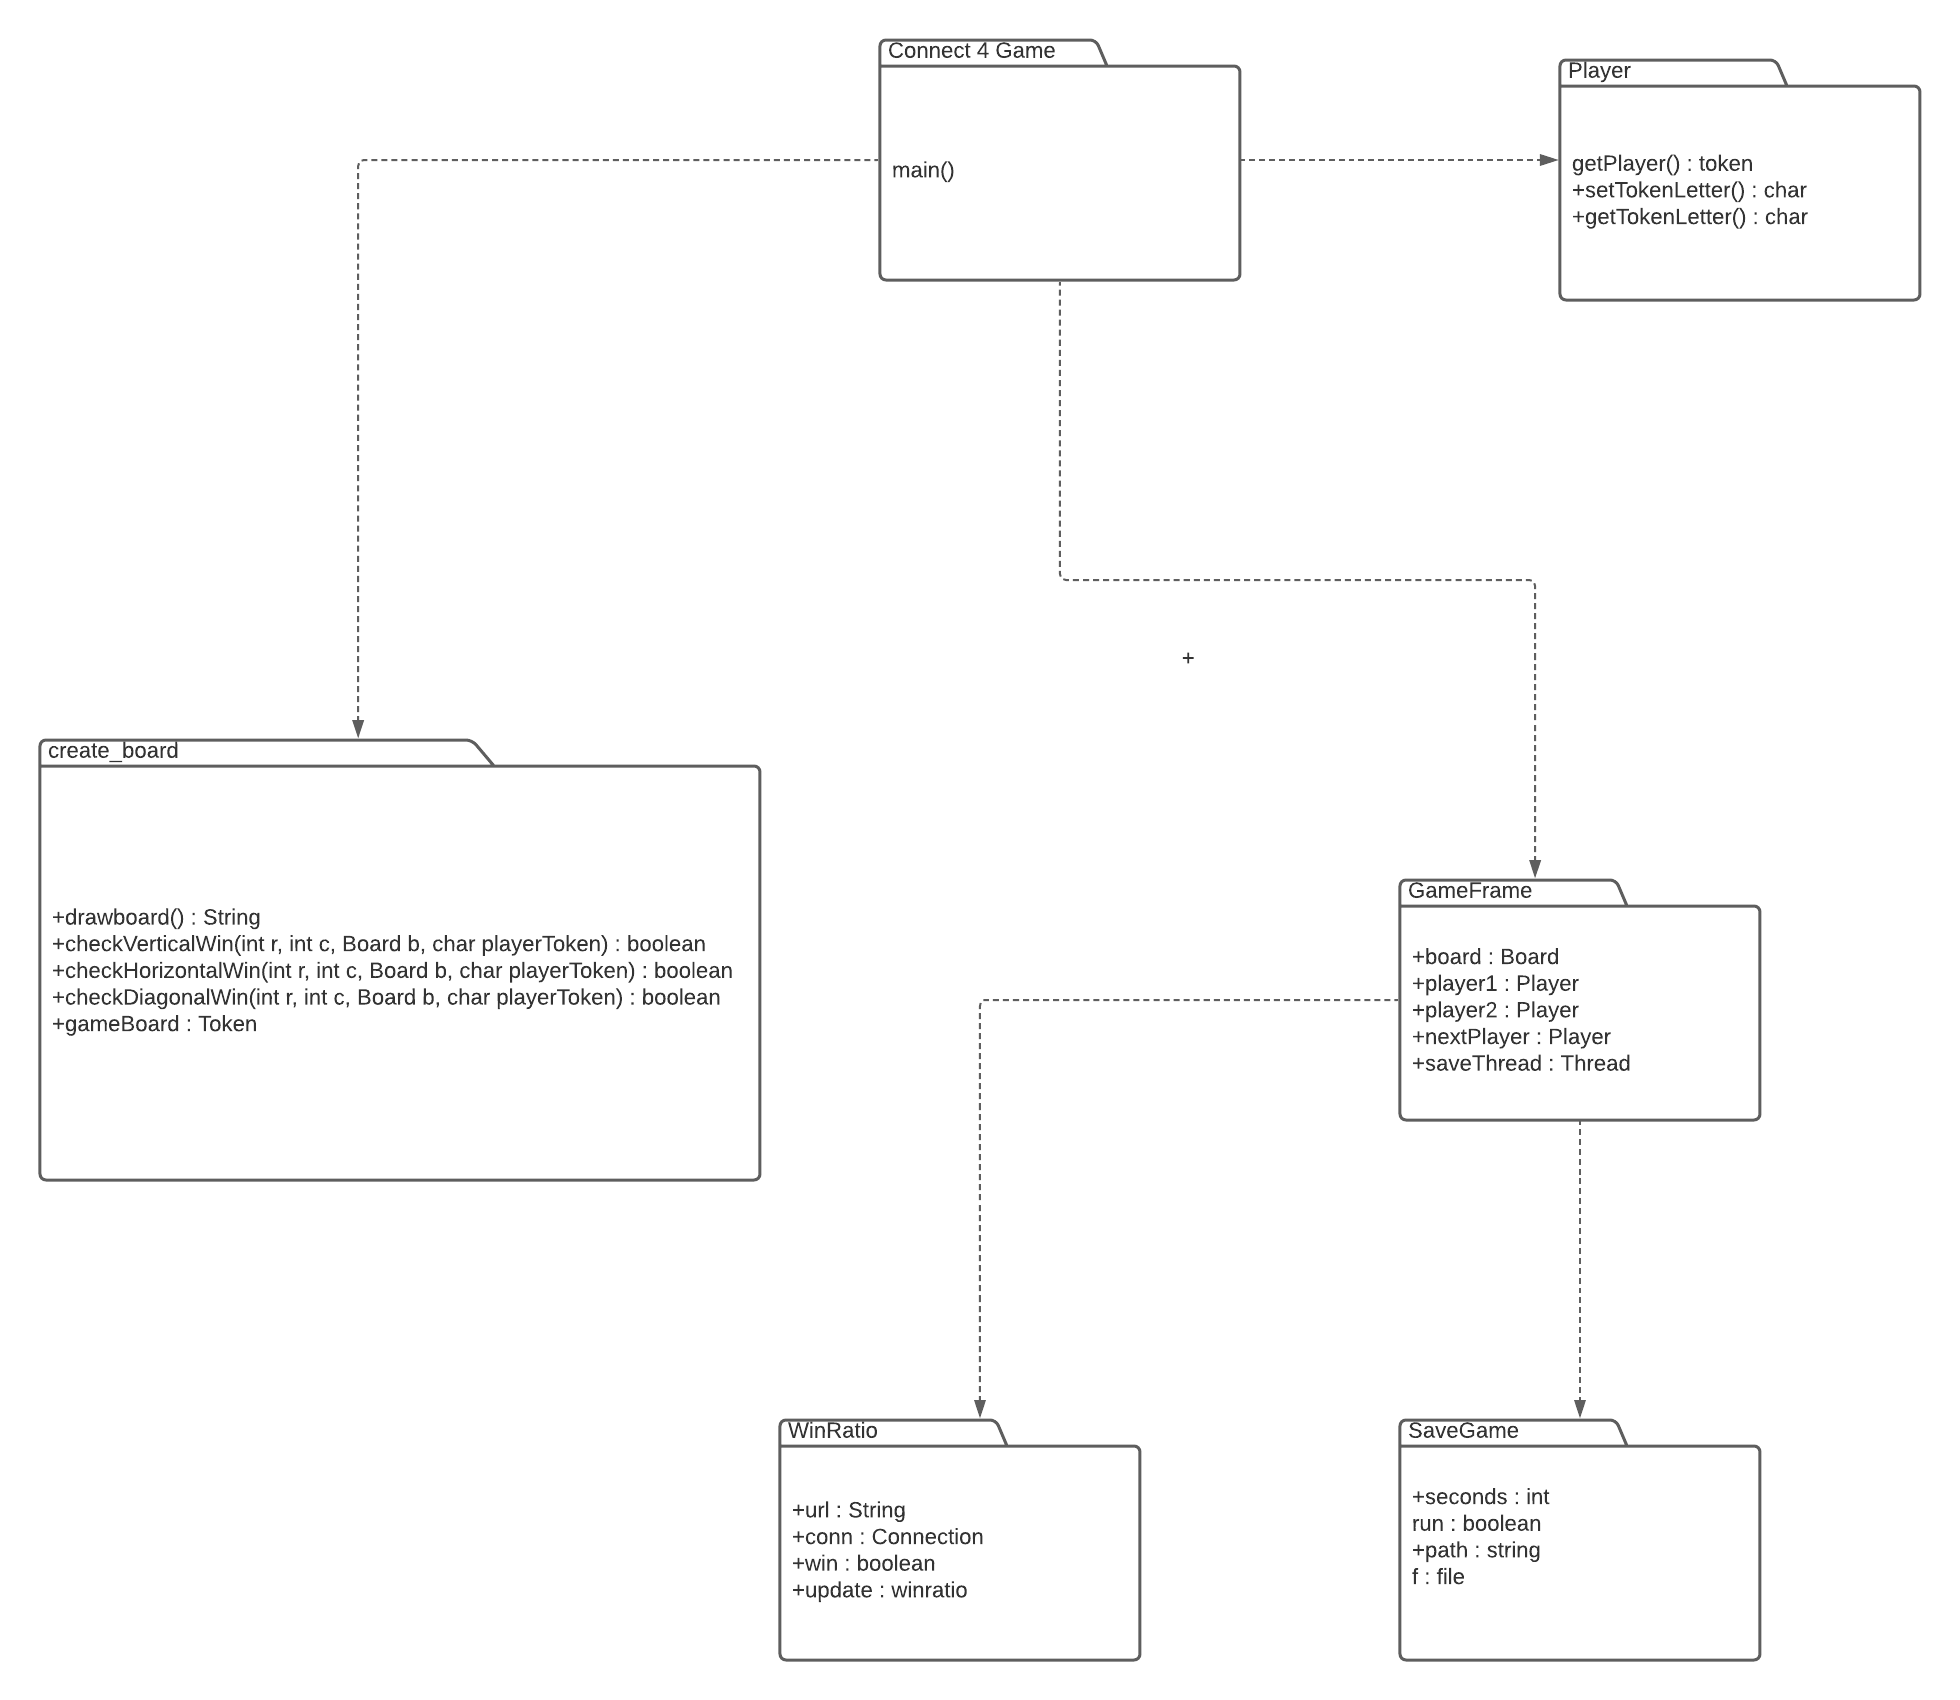 Connect 4 Game
main()
Player
getPlayer() : token
+setTokenLetter() : char
+getTokenLetter() : char
+
create_board
+drawboard() : String
+checkVerticalWin(int r, int c, Board b, char playerToken) : boolean
+checkHorizontalWin(int r, int c, Board b, char playerToken) : boolean
+checkDiagonalWin(int r, int c, Board b, char playerToken) : boolean
+gameBoard : Token
GameFrame
+board : Board
+player1 : Player
+player2 : Player
+nextPlayer : Player
+saveThread : Thread
WinRatio
+url : String
+conn : Connection
+win : boolean
+update : winratio
SaveGame
+seconds : int
run : boolean
+path : string
f : file